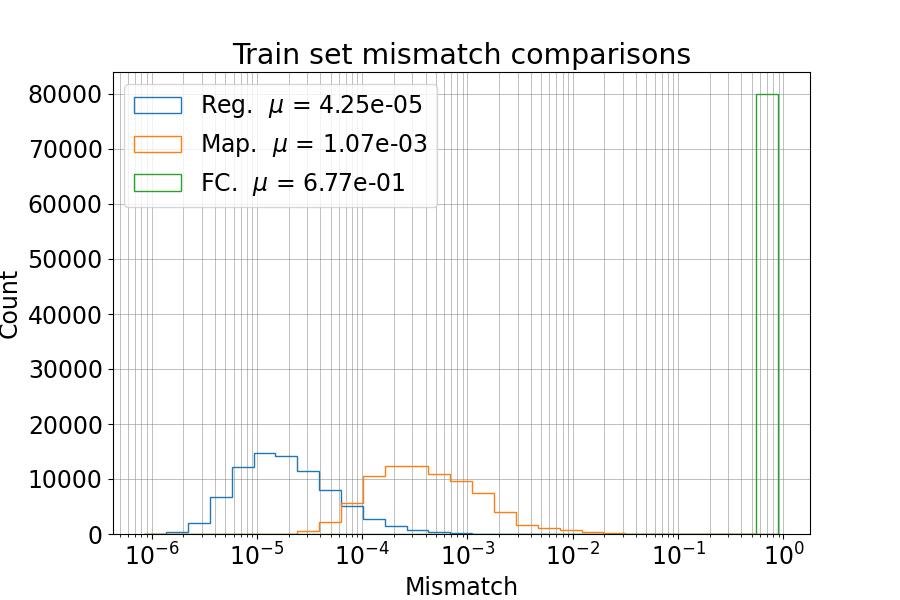 Train set mismatch comparisons
Reg. μ = 4.25e-05
Map. μ = 1.07e-03
FC. μ = 6.77e-01
80000
70000
60000
50000
40000
30000
20000
10000
0
Count
10⁻⁶ 10⁻⁵ 10⁻⁴ 10⁻³ 10⁻² 10⁻¹ 10⁰
Mismatch